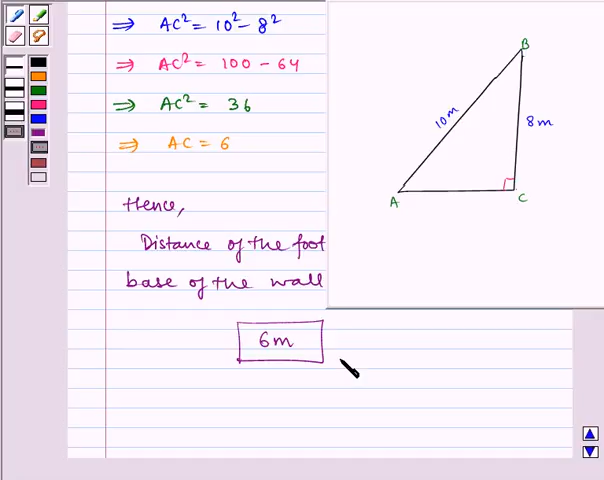 ⇒ AC² = 10² - 8²
⇒ AC² = 100 - 64
⇒ AC² = 36
⇒ AC = 6
Hence,
Distance of the foot
base of the wall
6m
B
10m
8m
A
C